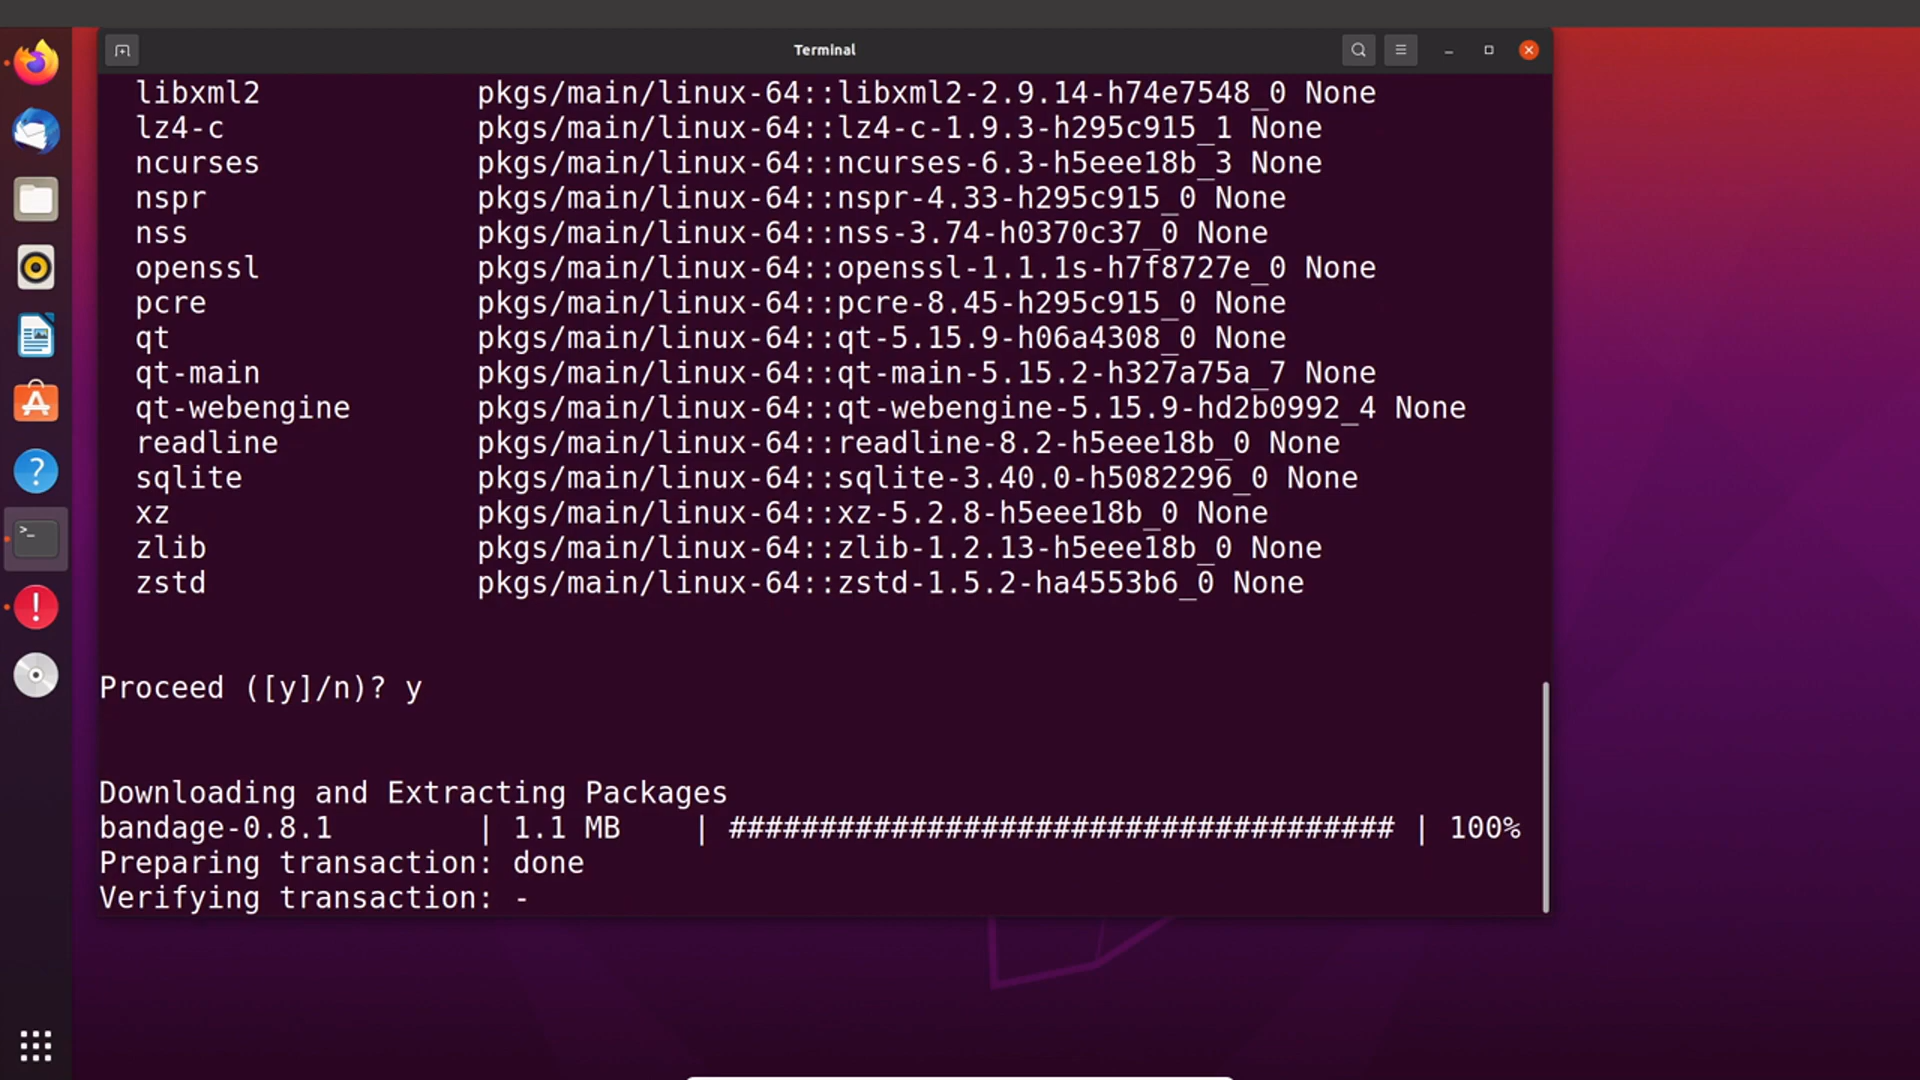 Terminal
libxml2 pkgs/main/linux-64::libxml2-2.9.14-h74e7548_0 None
lz4-c pkgs/main/linux-64::lz4-c-1.9.3-h295c915_1 None
ncurses pkgs/main/linux-64::ncurses-6.3-h5eee18b_3 None
nspr pkgs/main/linux-64::nspr-4.33-h295c915_0 None
nss pkgs/main/linux-64::nss-3.74-h0370c37_0 None
openssl pkgs/main/linux-64::openssl-1.1.1s-h7f8727e_0 None
pcre pkgs/main/linux-64::pcre-8.45-h295c915_0 None
qt pkgs/main/linux-64::qt-5.15.9-h06a4308_0 None
qt-main pkgs/main/linux-64::qt-main-5.15.2-h327a75a_7 None
qt-webengine pkgs/main/linux-64::qt-webengine-5.15.9-hd2b0992_4 None
readline pkgs/main/linux-64::readline-8.2-h5eee18b_0 None
sqlite pkgs/main/linux-64::sqlite-3.40.0-h5082296_0 None
xz pkgs/main/linux-64::xz-5.2.8-h5eee18b_0 None
zlib pkgs/main/linux-64::zlib-1.2.13-h5eee18b_0 None
zstd pkgs/main/linux-64::zstd-1.5.2-ha4553b6_0 None
Proceed ([y]/n)? y
Downloading and Extracting Packages
bandage-0.8.1 | 1.1 MB | ##################################### | 100%
Preparing transaction: done
Verifying transaction: -